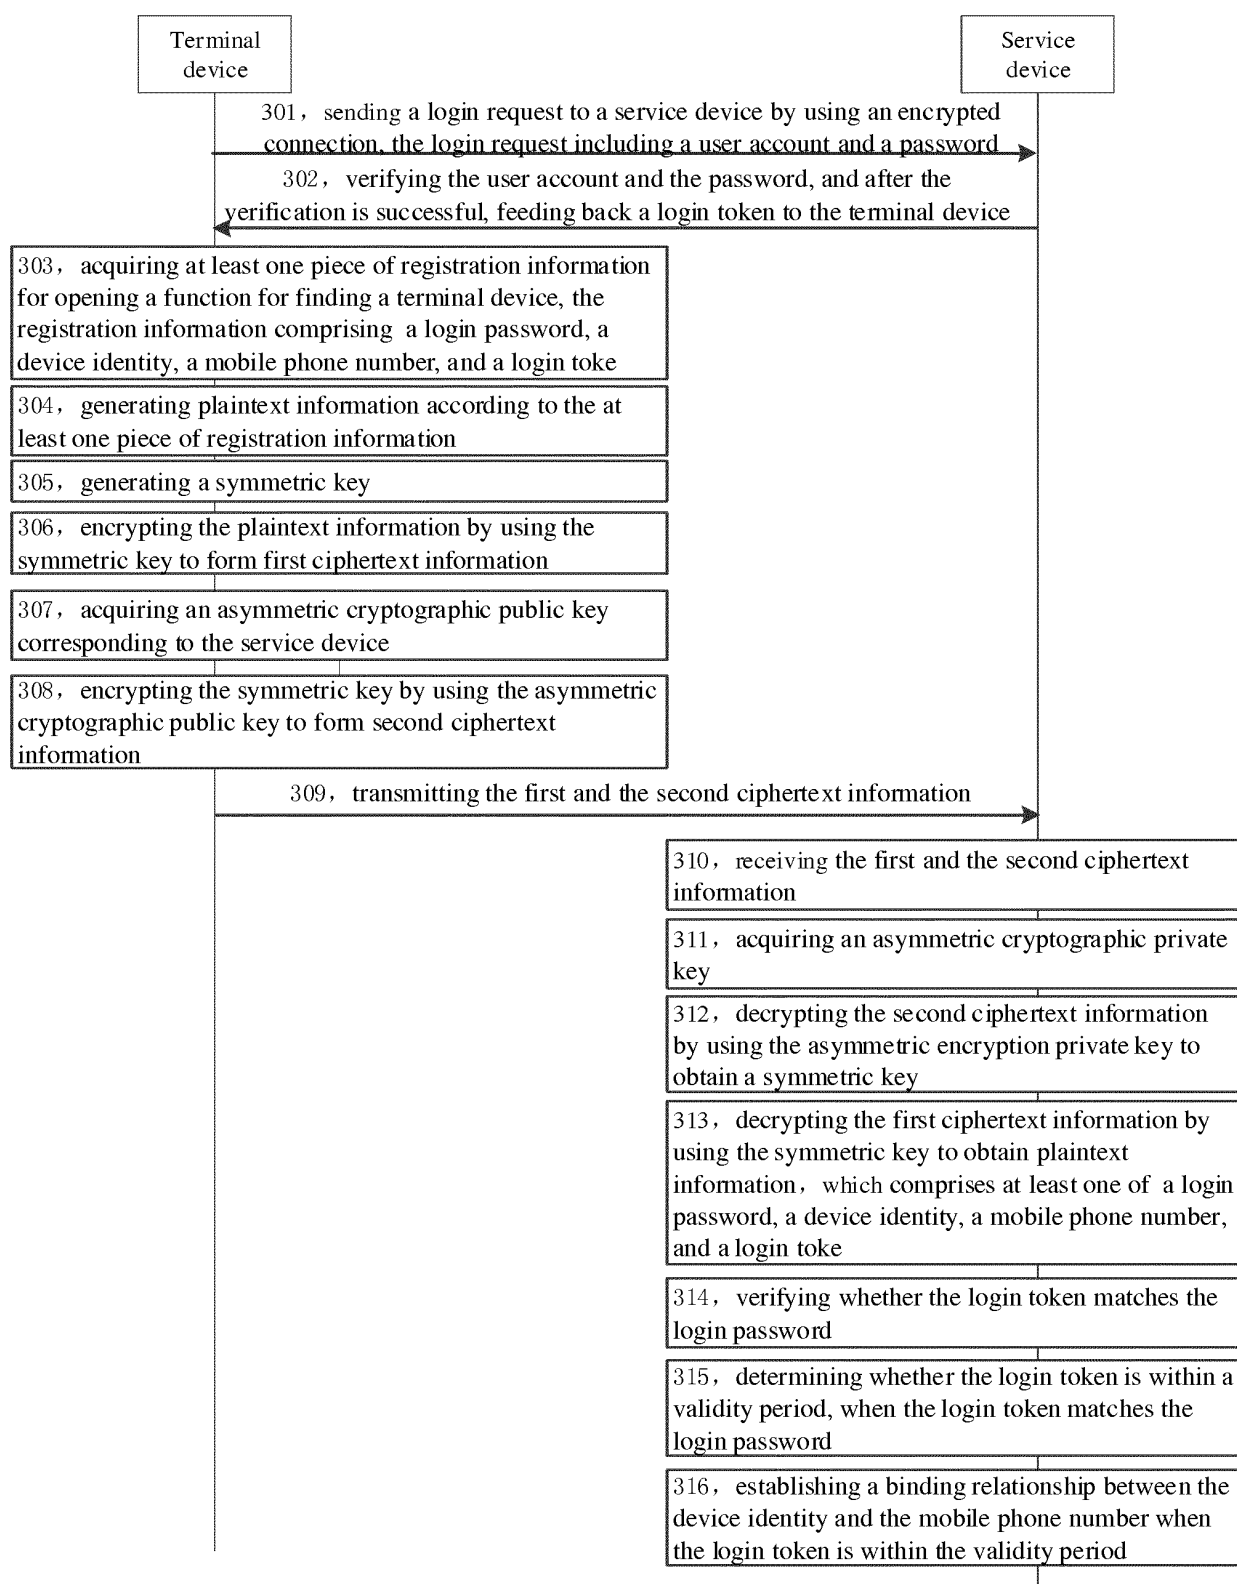 Terminal
device
Service
device
301, sending a login request to a service device by using an encrypted
connection, the login request including a user account and a password
302, verifying the user account and the password, and after the
verification is successful, feeding back a login token to the terminal device
303, acquiring at least one piece of registration information
for opening a function for finding a terminal device, the
registration information comprising a login password, a
device identity, a mobile phone number, and a login toke
304, generating plaintext information according to the at
least one piece of registration information
305, generating a symmetric key
306, encrypting the plaintext information by using the
symmetric key to form first ciphertext information
307, acquiring an asymmetric cryptographic public key
corresponding to the service device
308, encrypting the symmetric key by using the asymmetric
cryptographic public key to form second ciphertext
information
309, transmitting the first and the second ciphertext information
310, receiving the first and the second ciphertext
information
311, acquiring an asymmetric cryptographic private
key
312, decrypting the second ciphertext information
by using the asymmetric encryption private key to
obtain a symmetric key
313, decrypting the first ciphertext information by
using the symmetric key to obtain plaintext
information, which comprises at least one of a login
password, a device identity, a mobile phone number,
and a login toke
314, verifying whether the login token matches the
login password
315, determining whether the login token is within a
validity period, when the login token matches the
login password
316, establishing a binding relationship between the
device identity and the mobile phone number when
the login token is within the validity period